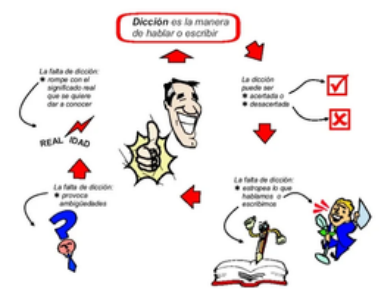 Dicción es la manera
de hablar o escribir
La dicción
puede ser
* acertada o
* desacertada
La falta de dicción:
* estropea lo que
hablamos o
escribimos
La falta de dicción:
* provoca
ambigüedades
La falta de dicción:
* rompe con el
significado real
que se quiere
dar a conocer
REAL IDAD